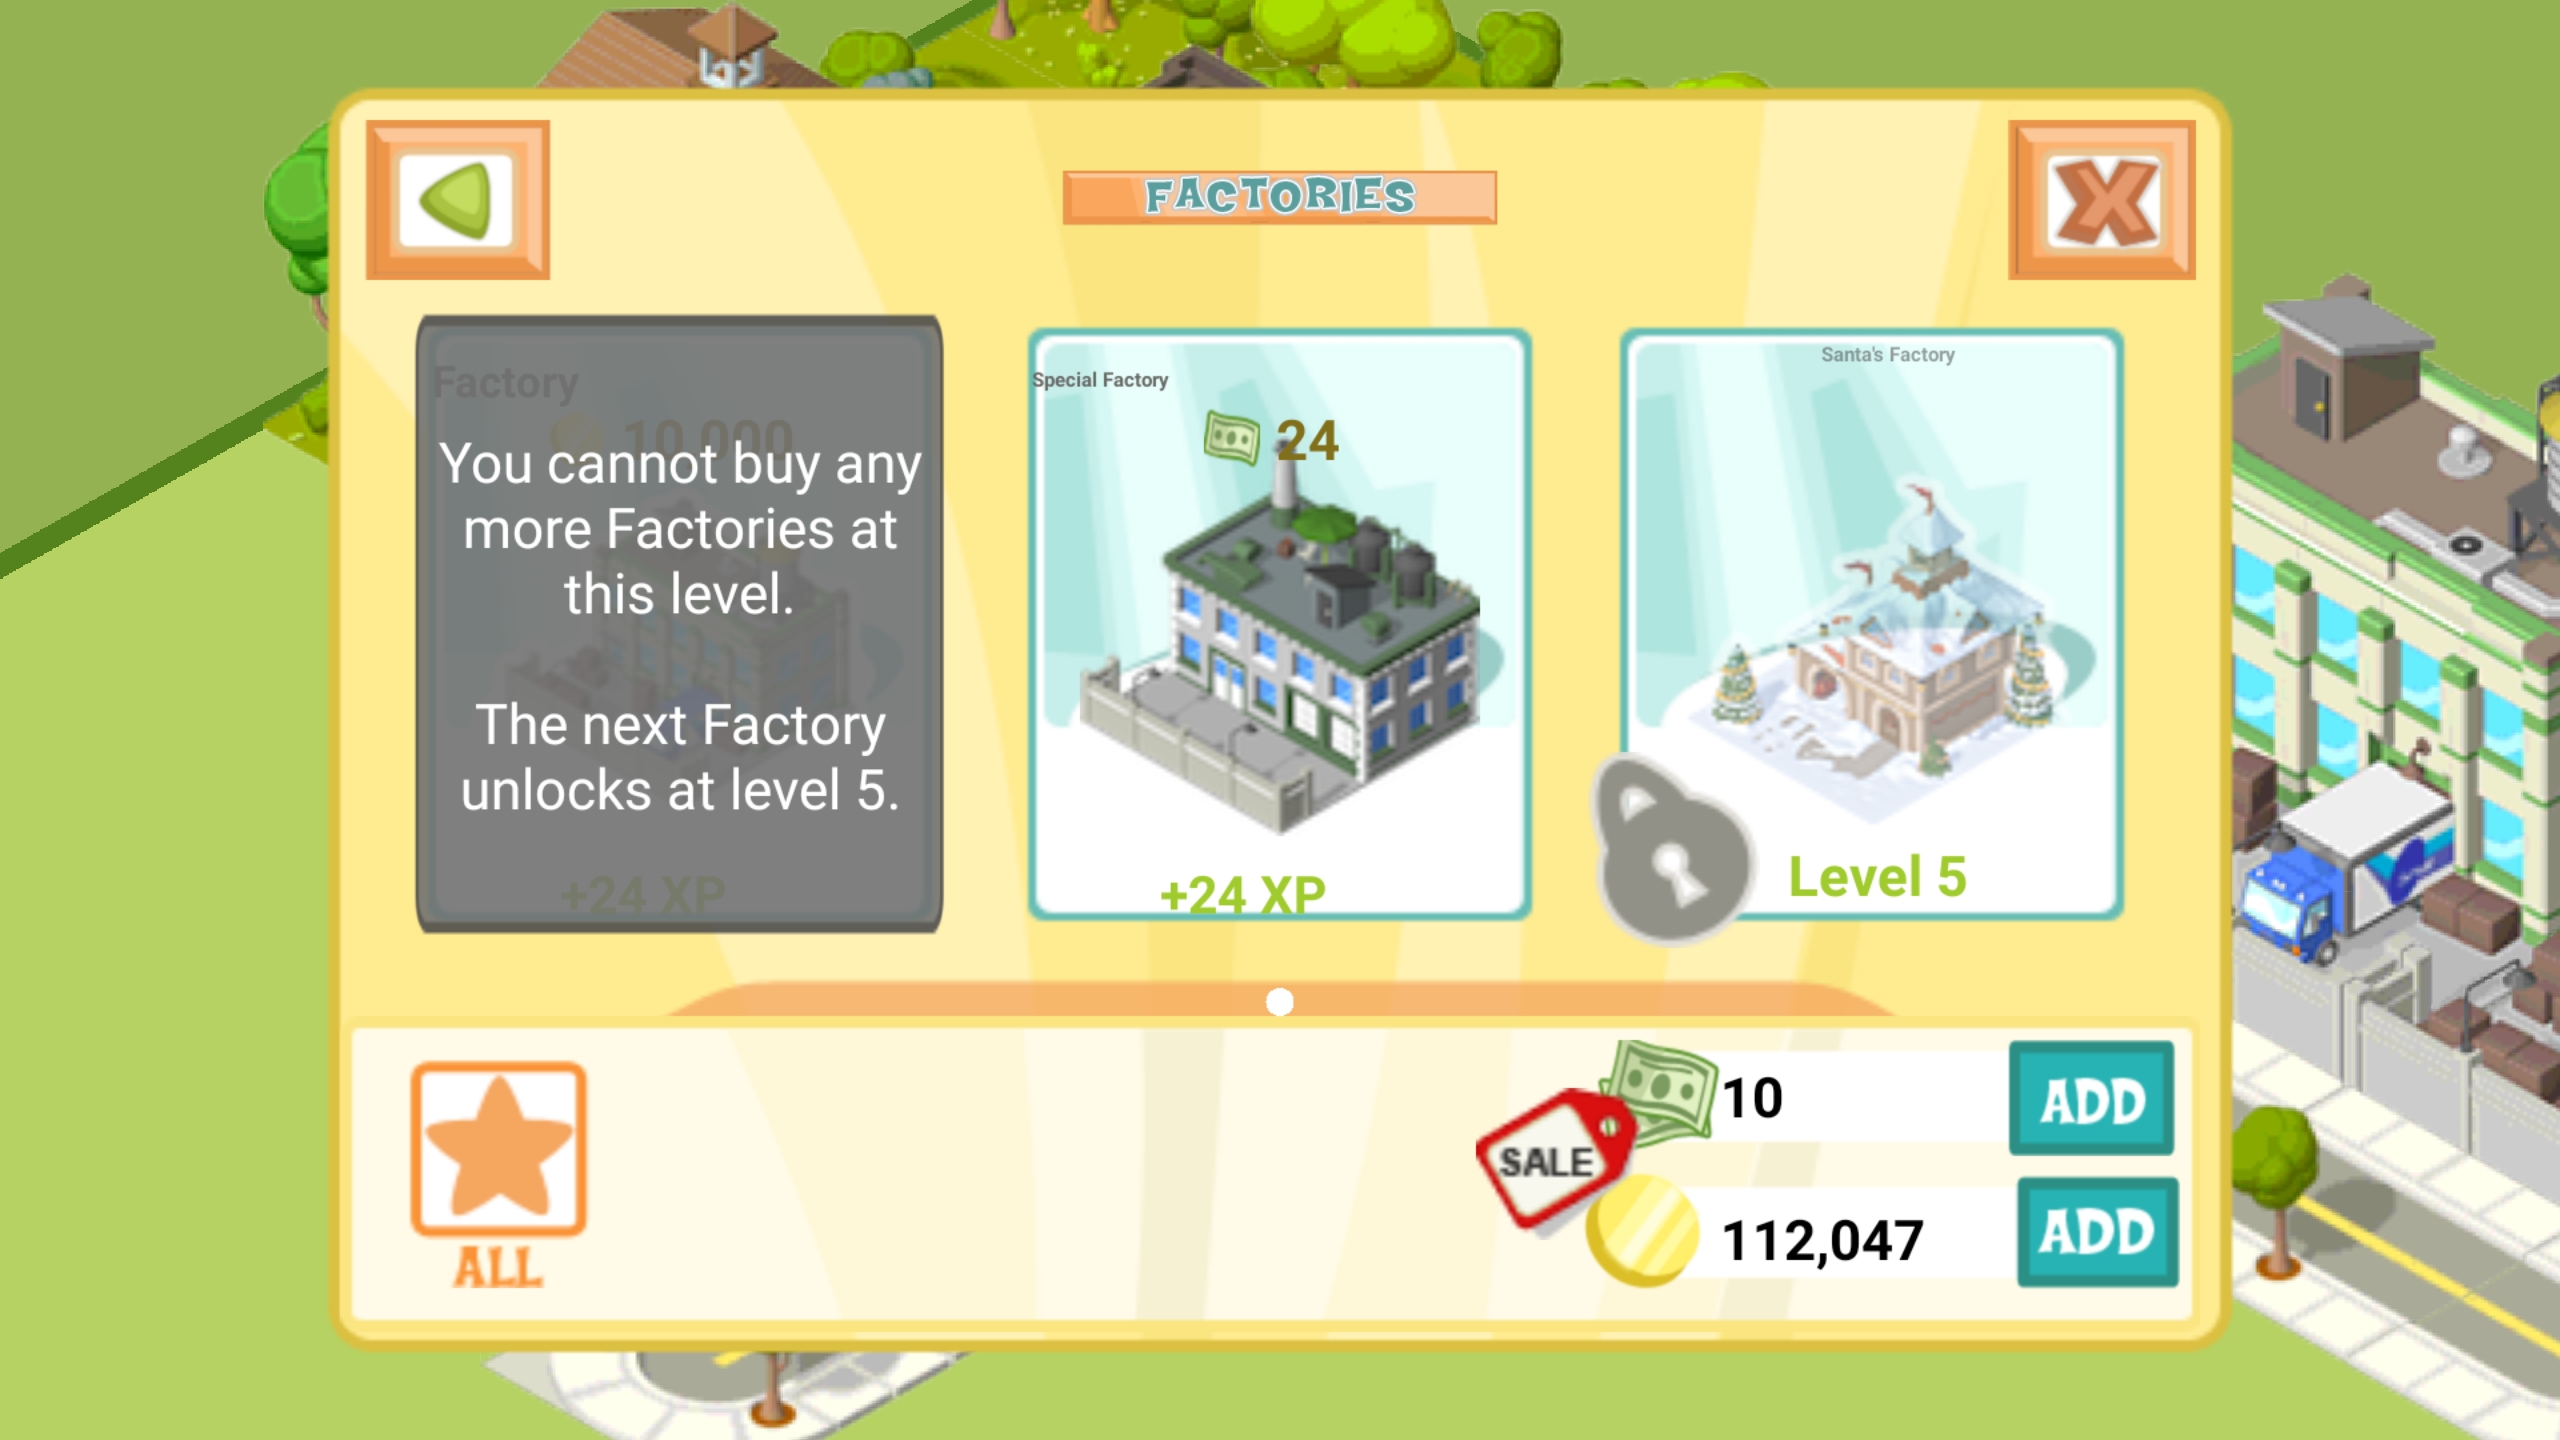 FACTORIES
Factory
10,000
You cannot buy any
more Factories at
this level.
The next Factory
unlocks at level 5.
+24 XP
Special Factory
24
+24 XP
Santa's Factory
Level 5
ALL
SALE
10
ADD
112,047
ADD